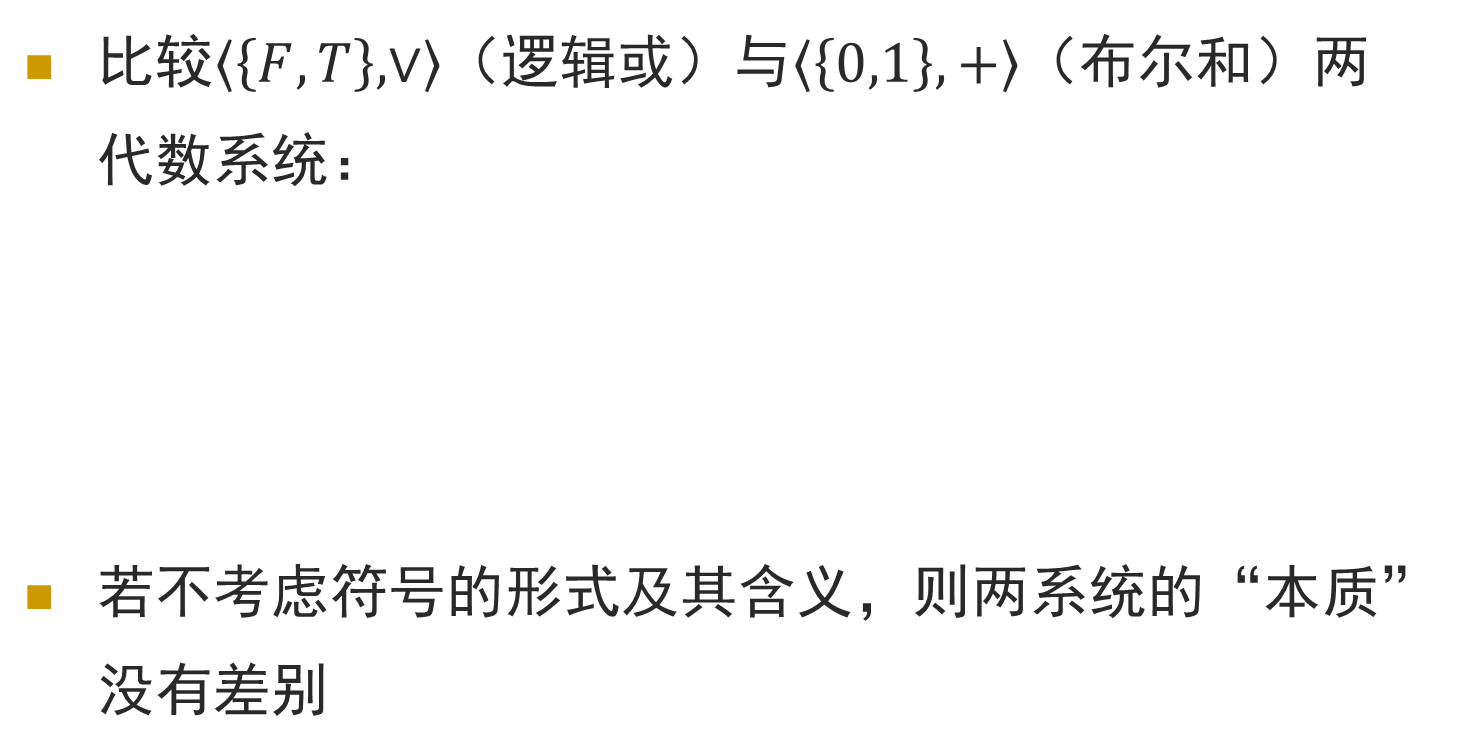 ■ 比较⟨{F,T},∨⟩（逻辑或）与⟨{0,1},+⟩（布尔和）两
代数系统：
■ 若不考虑符号的形式及其含义，则两系统的“本质”
没有差别